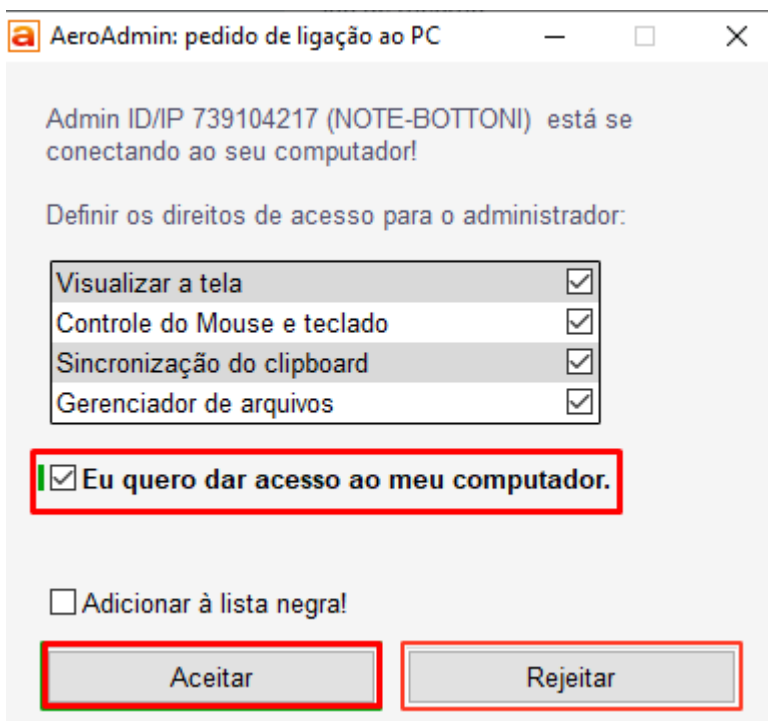 AeroAdmin: pedido de ligação ao PC
Admin ID/IP 739104217 (NOTE-BOTTONI) está se
conectando ao seu computador!
Definir os direitos de acesso para o administrador:
Visualizar a tela
Controle do Mouse e teclado
Sincronização do clipboard
Gerenciador de arquivos
Eu quero dar acesso ao meu computador.
Adicionar à lista negra!
Aceitar Rejeitar